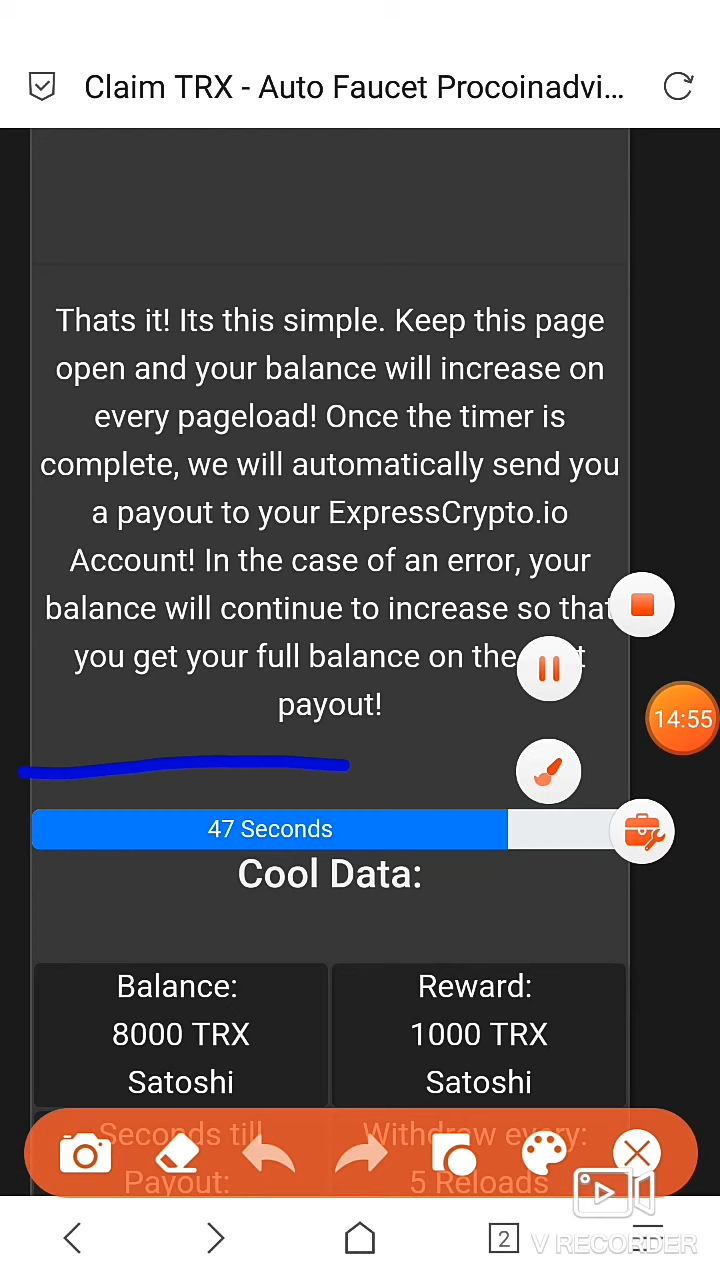 Claim TRX - Auto Faucet Procoinadvi...
Thats it! Its this simple. Keep this page
open and your balance will increase on
every pageload! Once the timer is
complete, we will automatically send you
a payout to your ExpressCrypto.io
Account! In the case of an error, your
balance will continue to increase so that
you get your full balance on the
payout!
14:55
47 Seconds
Cool Data:
Balance:
8000 TRX
Satoshi
Reward:
1000 TRX
Satoshi
Seconds till
Payout:
Withdraw every:
5 Reloads
2
V RECORDER